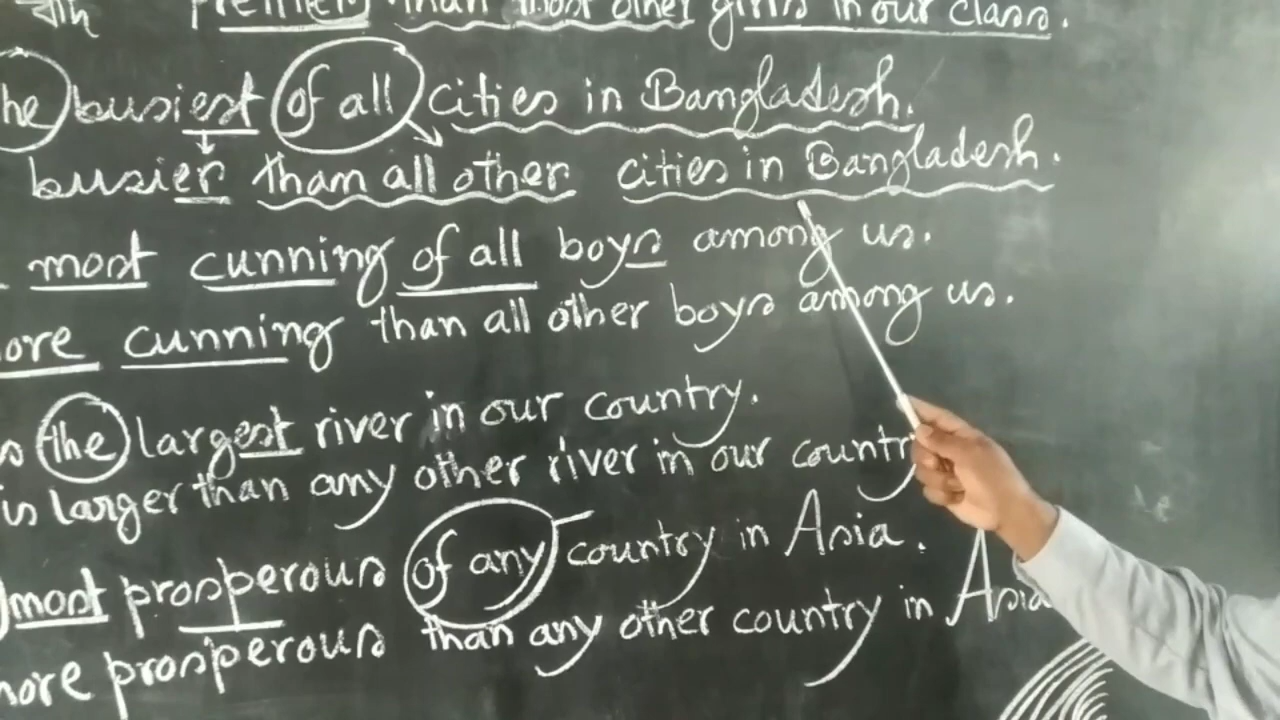 prettier than most other girls in our class.
the busiest of all cities in Bangladesh.
busier than all other cities in Bangladesh.
most cunning of all boys among us.
more cunning than all other boys among us.
is the largest river in our country.
is larger than any other river in our country
most prosperous of any country in Asia.
more prosperous than any other country in Asia